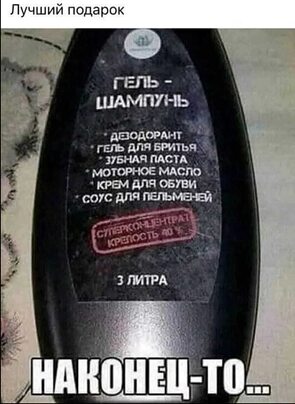 Лучший подарок
ГЕЛЬ -
ШАМПУНЬ
* ДЕЗОДОРАНТ
* ГЕЛЬ ДЛЯ БРИТЬЯ
* ЗУБНАЯ ПАСТА
* МОТОРНОЕ МАСЛО
* КРЕМ ДЛЯ ОБУВИ
* СОУС ДЛЯ ПЕЛЬМЕНЕЙ
СУПЕРКОНЦЕНТРАТ
КРЕПОСТЬ 40 %
3 ЛИТРА
НАКОНЕЦ-ТО...